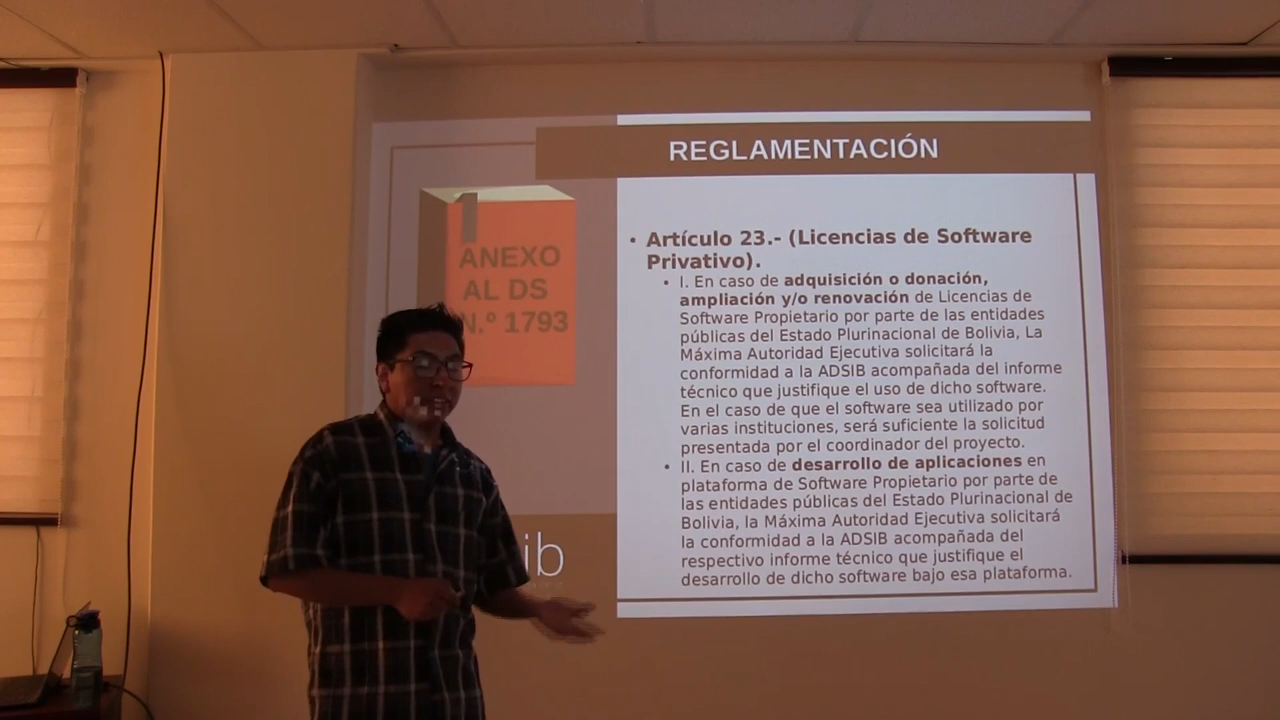 REGLAMENTACIÓN
1
ANEXO
AL DS
N.º 1793
ib
• Artículo 23.- (Licencias de Software
Privativo).
• I. En caso de adquisición o donación,
ampliación y/o renovación de Licencias de
Software Propietario por parte de las entidades
públicas del Estado Plurinacional de Bolivia, La
Máxima Autoridad Ejecutiva solicitará la
conformidad a la ADSIB acompañada del informe
técnico que justifique el uso de dicho software.
En el caso de que el software sea utilizado por
varias instituciones, será suficiente la solicitud
presentada por el coordinador del proyecto.
• II. En caso de desarrollo de aplicaciones en
plataforma de Software Propietario por parte de
las entidades públicas del Estado Plurinacional de
Bolivia, la Máxima Autoridad Ejecutiva solicitará
la conformidad a la ADSIB acompañada del
respectivo informe técnico que justifique el
desarrollo de dicho software bajo esa plataforma.